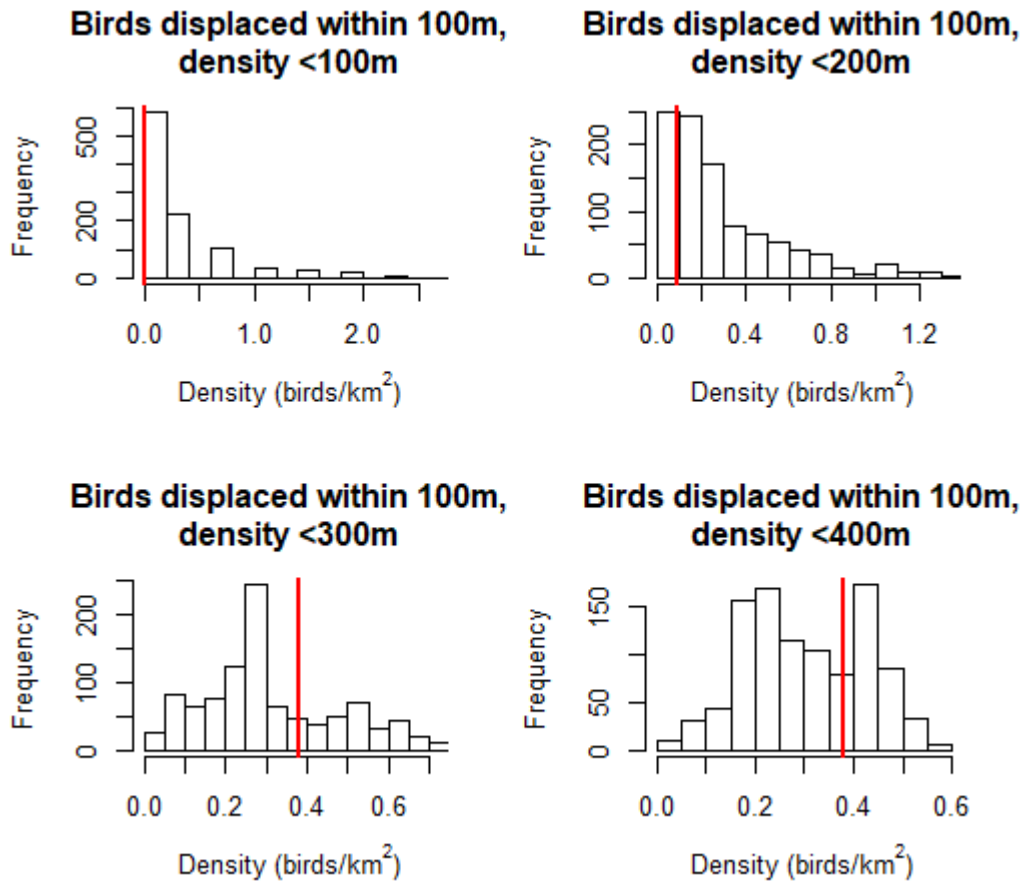 Birds displaced within 100m,
density <100m
Frequency
0 200 500
0.0 1.0 2.0
Density (birds/km²)
Birds displaced within 100m,
density <200m
Frequency
0 100 200
0.0 0.4 0.8 1.2
Density (birds/km²)
Birds displaced within 100m,
density <300m
Frequency
0 100 200
0.0 0.2 0.4 0.6
Density (birds/km²)
Birds displaced within 100m,
density <400m
Frequency
0 50 150
0.0 0.2 0.4 0.6
Density (birds/km²)